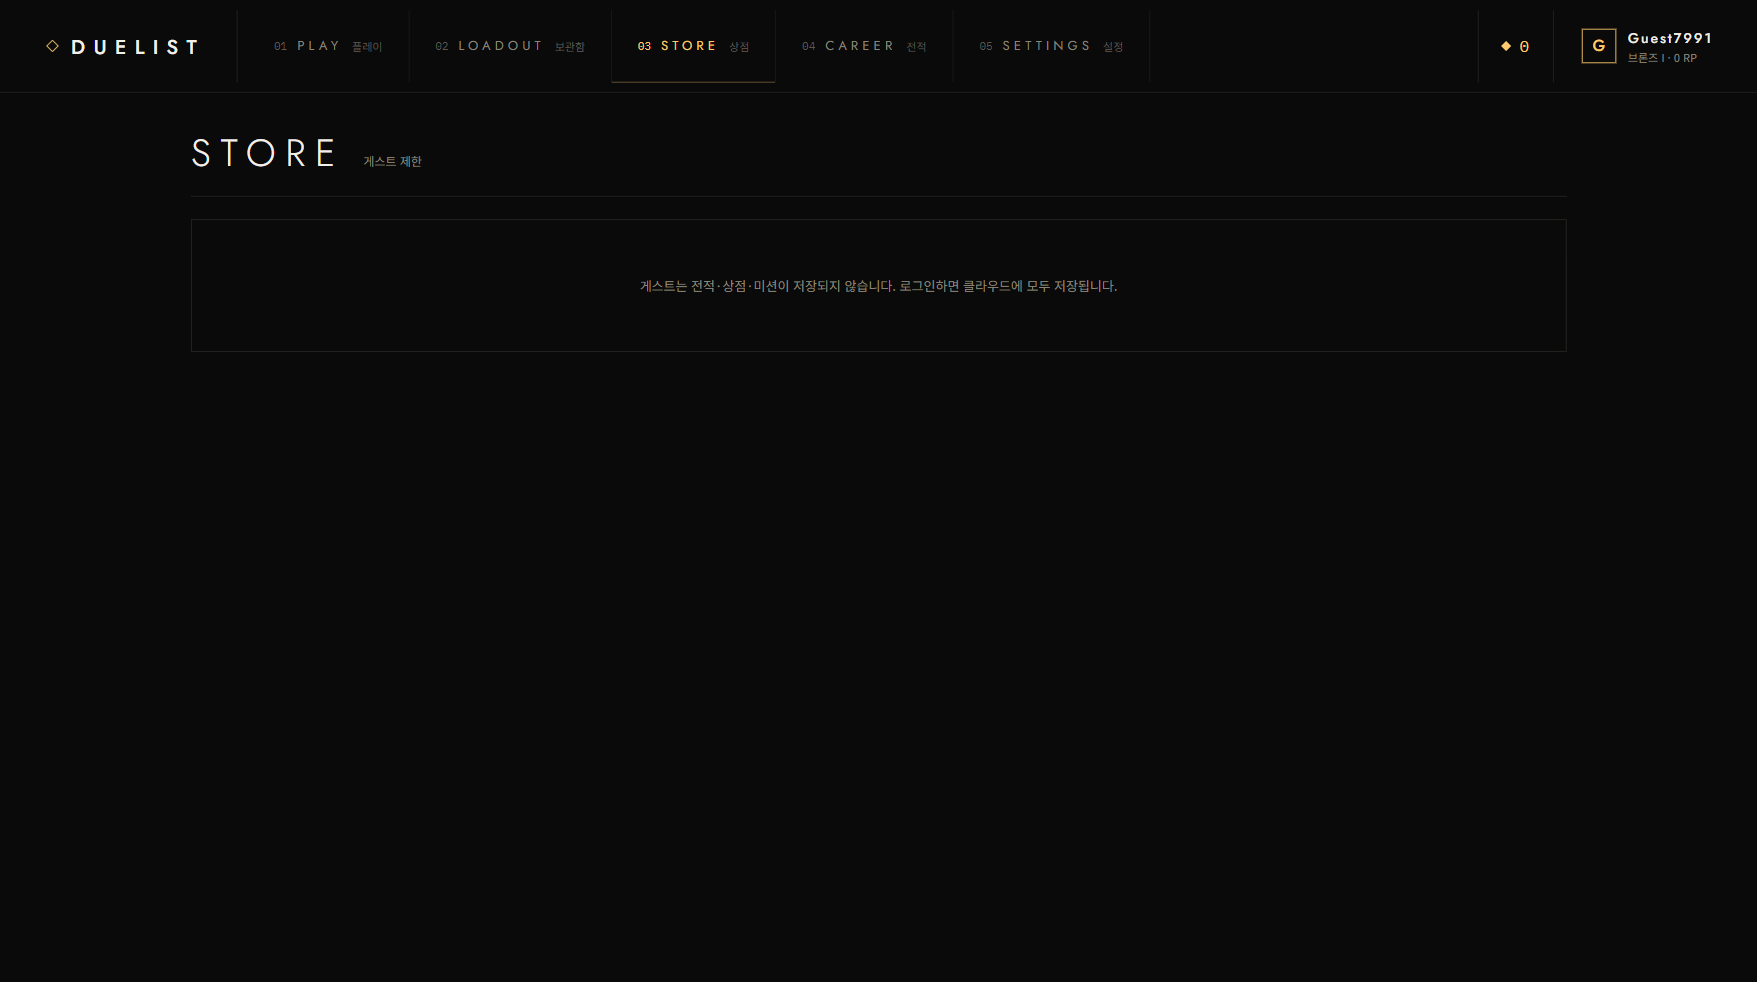 DUELIST
01 PLAY 플레이
02 LOADOUT 보관함
03 STORE 상점
04 CAREER 전적
05 SETTINGS 설정
◆ 0
G
Guest7991
브론즈 I · 0 RP
STORE 게스트 제한
게스트는 전적·상점·미션이 저장되지 않습니다. 로그인하면 클라우드에 모두 저장됩니다.